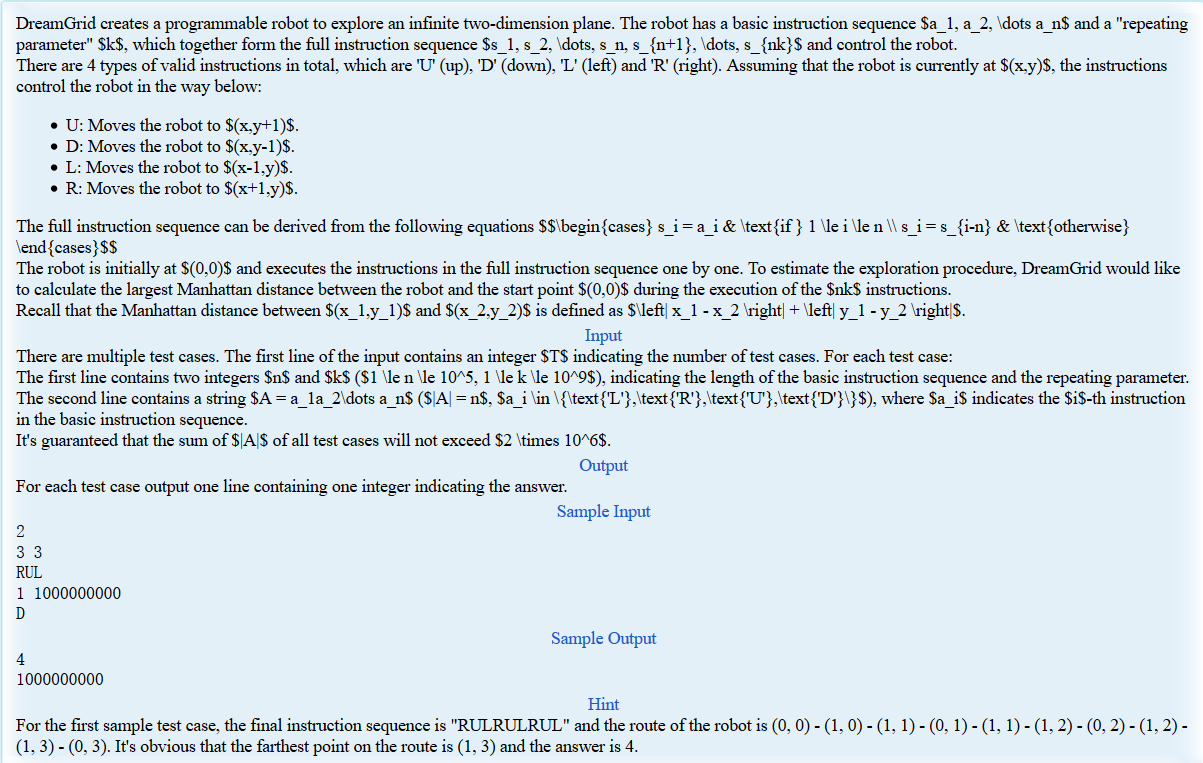 DreamGrid creates a programmable robot to explore an infinite two-dimension plane. The robot has a basic instruction sequence $a_1, a_2, \dots a_n$ and a "repeating
parameter" $k$, which together form the full instruction sequence $s_1, s_2, \dots, s_n, s_{n+1}, \dots, s_{nk}$ and control the robot.
There are 4 types of valid instructions in total, which are 'U' (up), 'D' (down), 'L' (left) and 'R' (right). Assuming that the robot is currently at $(x,y)$, the instructions
control the robot in the way below:
• U: Moves the robot to $(x,y+1)$.
• D: Moves the robot to $(x,y-1)$.
• L: Moves the robot to $(x-1,y)$.
• R: Moves the robot to $(x+1,y)$.
The full instruction sequence can be derived from the following equations $$\begin{cases} s_i = a_i & \text{if } 1 \le i \le n \\ s_i = s_{i-n} & \text{otherwise}
\end{cases}$$
The robot is initially at $(0,0)$ and executes the instructions in the full instruction sequence one by one. To estimate the exploration procedure, DreamGrid would like
to calculate the largest Manhattan distance between the robot and the start point $(0,0)$ during the execution of the $nk$ instructions.
Recall that the Manhattan distance between $(x_1,y_1)$ and $(x_2,y_2)$ is defined as $\left| x_1 - x_2 \right| + \left| y_1 - y_2 \right|$.
Input
There are multiple test cases. The first line of the input contains an integer $T$ indicating the number of test cases. For each test case:
The first line contains two integers $n$ and $k$ ($1 \le n \le 10^5, 1 \le k \le 10^9$), indicating the length of the basic instruction sequence and the repeating parameter.
The second line contains a string $A = a_1a_2\dots a_n$ ($|A| = n$, $a_i \in \{\text{'L'},\text{'R'},\text{'U'},\text{'D'}\}$), where $a_i$ indicates the $i$-th instruction
in the basic instruction sequence.
It's guaranteed that the sum of $|A|$ of all test cases will not exceed $2 \times 10^6$.
Output
For each test case output one line containing one integer indicating the answer.
Sample Input
2
3 3
RUL
1 1000000000
D
Sample Output
4
1000000000
Hint
For the first sample test case, the final instruction sequence is "RULRULRUL" and the route of the robot is (0, 0) - (1, 0) - (1, 1) - (0, 1) - (1, 1) - (1, 2) - (0, 2) - (1, 2) -
(1, 3) - (0, 3). It's obvious that the farthest point on the route is (1, 3) and the answer is 4.